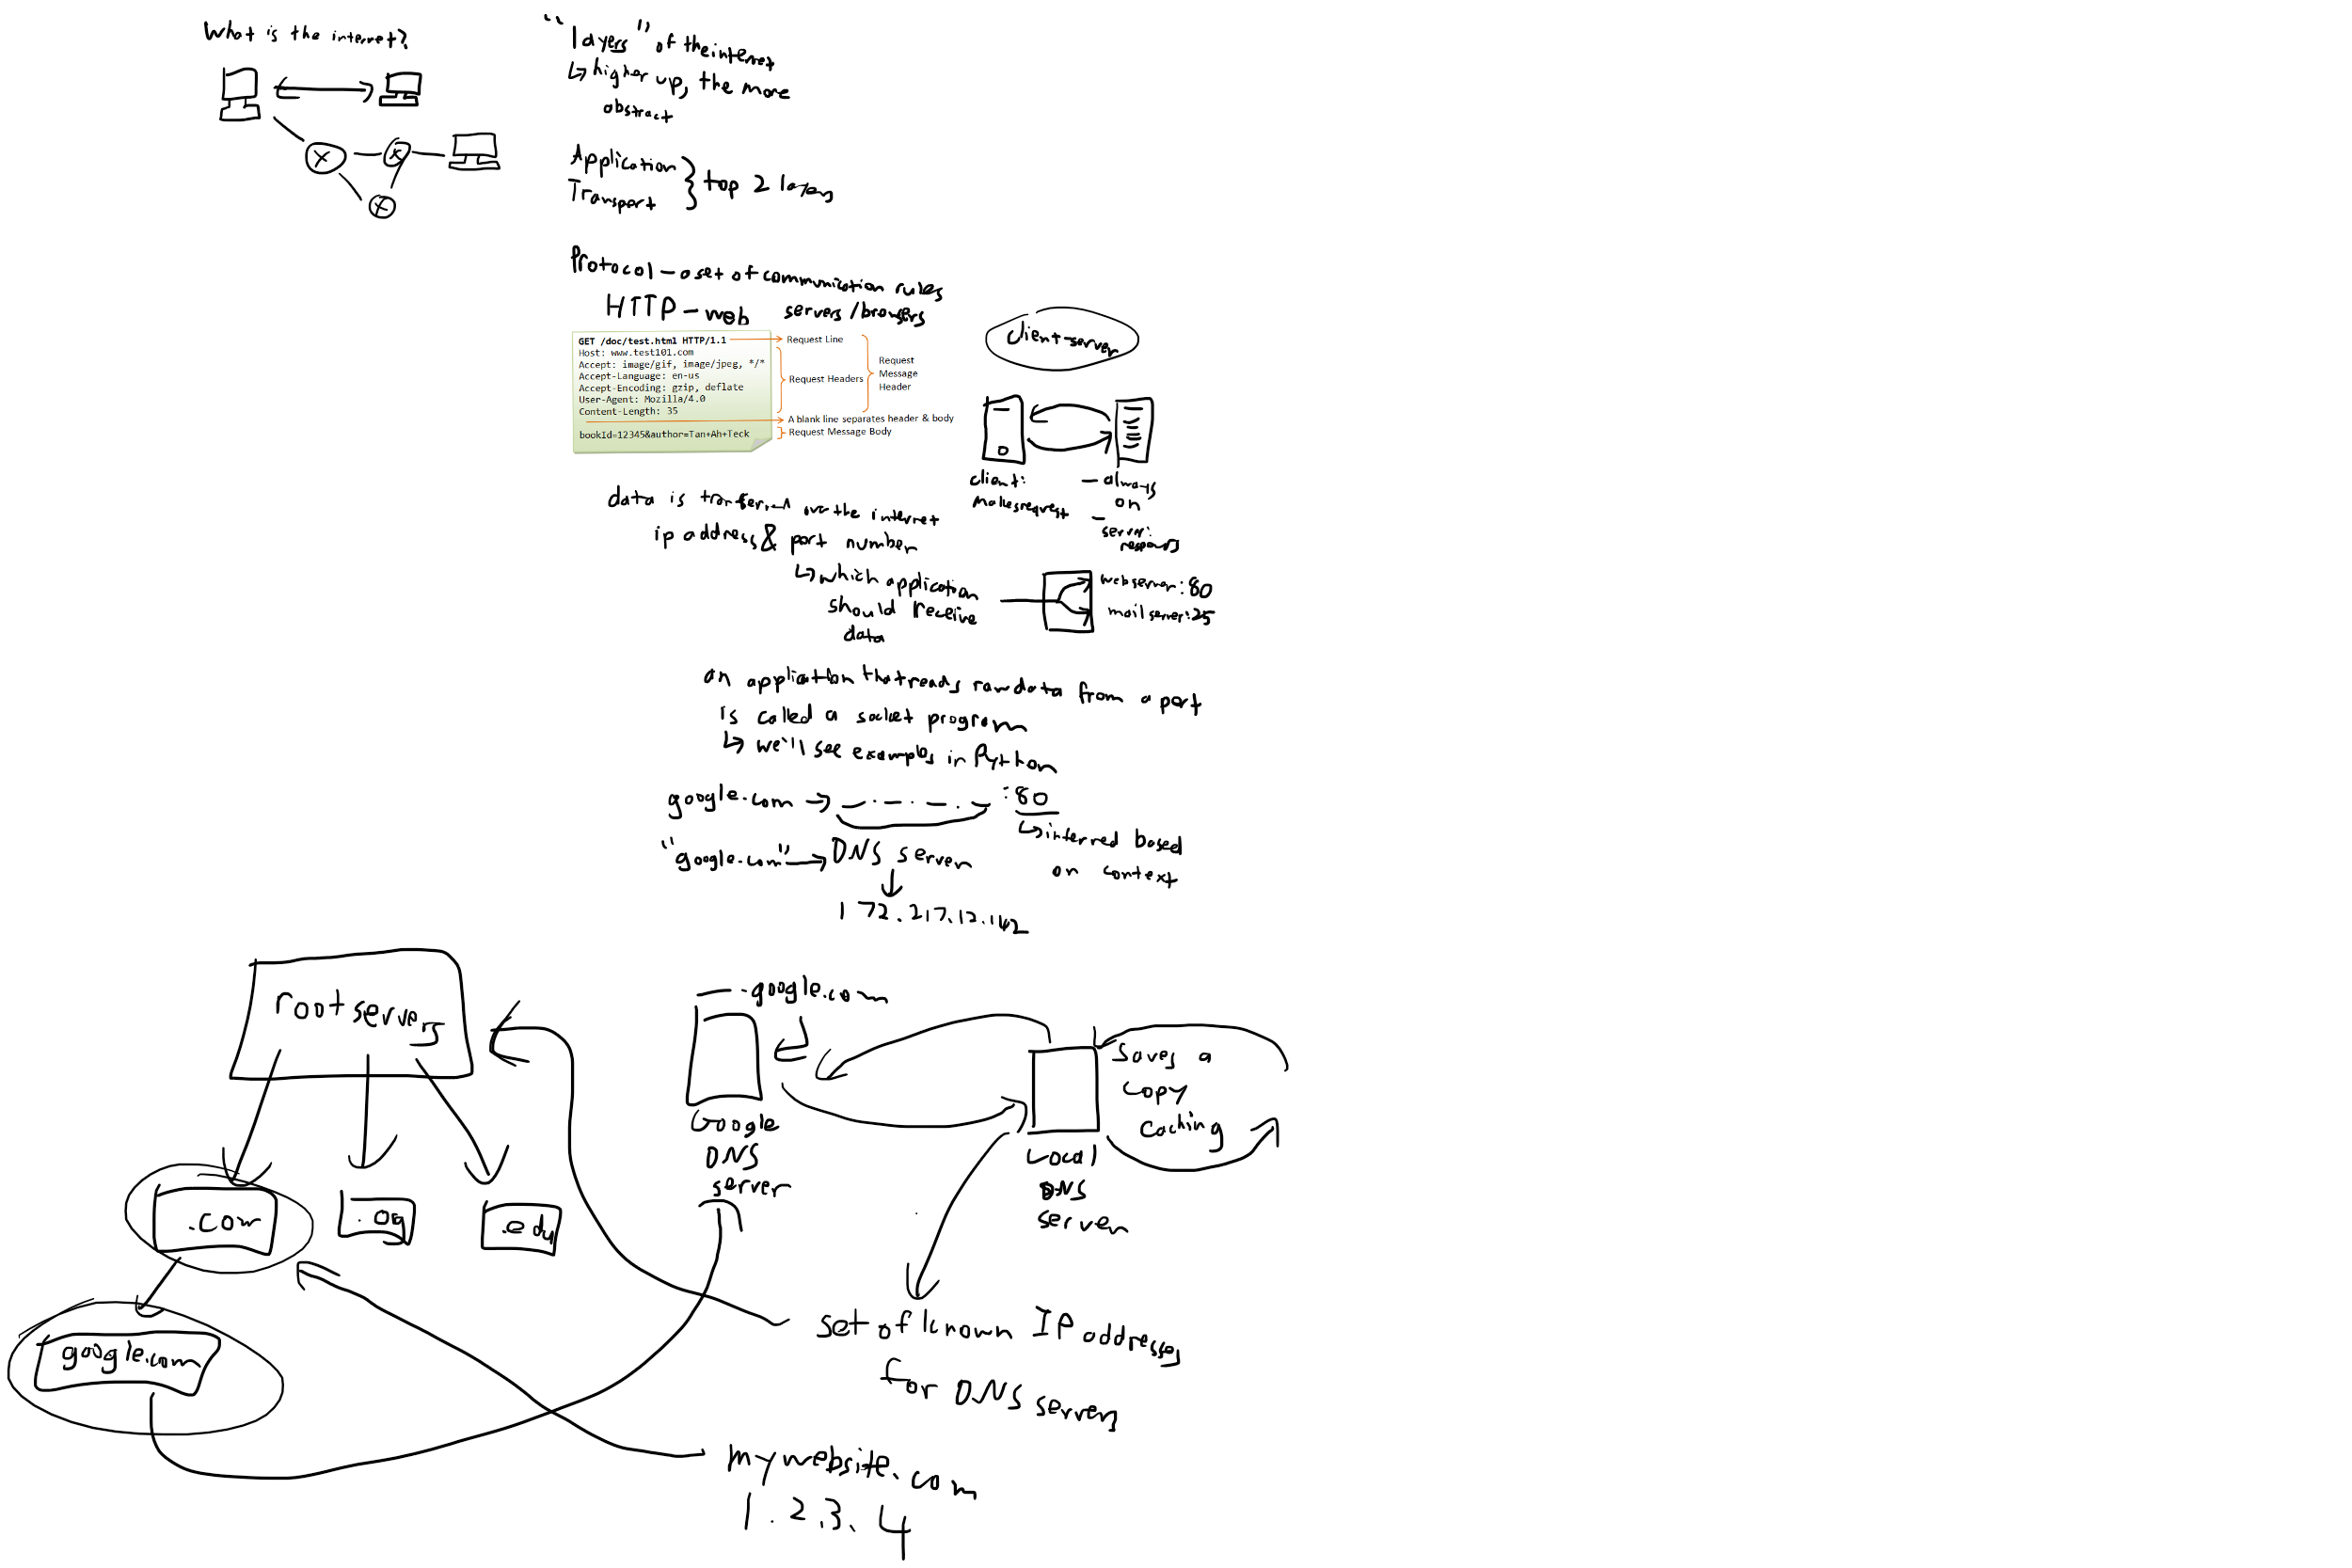 What is the internet?
"layers" of the internet
↳ higher up, the more
abstract
Application
Transport
} top 2 layers
Protocol – a set of communication rules
HTTP – web servers / browsers
GET /doc/test.html HTTP/1.1
Host: www.test101.com
Accept: image/gif, image/jpeg, */*
Accept-Language: en-us
Accept-Encoding: gzip, deflate
User-Agent: Mozilla/4.0
Content-Length: 35
bookId=12345&author=Tan+Ah+Teck
Request Line
Request Headers
Request
Message
Header
A blank line separates header & body
Request Message Body
client-server
client:
makes request
– always
on
– server:
responds
data is transferred over the internet
ip address & port number
↳ which application
should receive
data
web server: 80
mail server: 25
an application that reads raw data from a port
is called a socket program
↳ we'll see examples in Python
google.com → _ . _ . _ . _ :80
↳ inferred based
on context
"google.com" → DNS server
↓
172.217.12.142
root servers
.com
.org
.edu
google.com
__.google.com
Google
DNS
server
Local
DNS
server
saves a
copy
caching
set of known IP addresses
for DNS servers
mywebsite.com
1.2.3.4